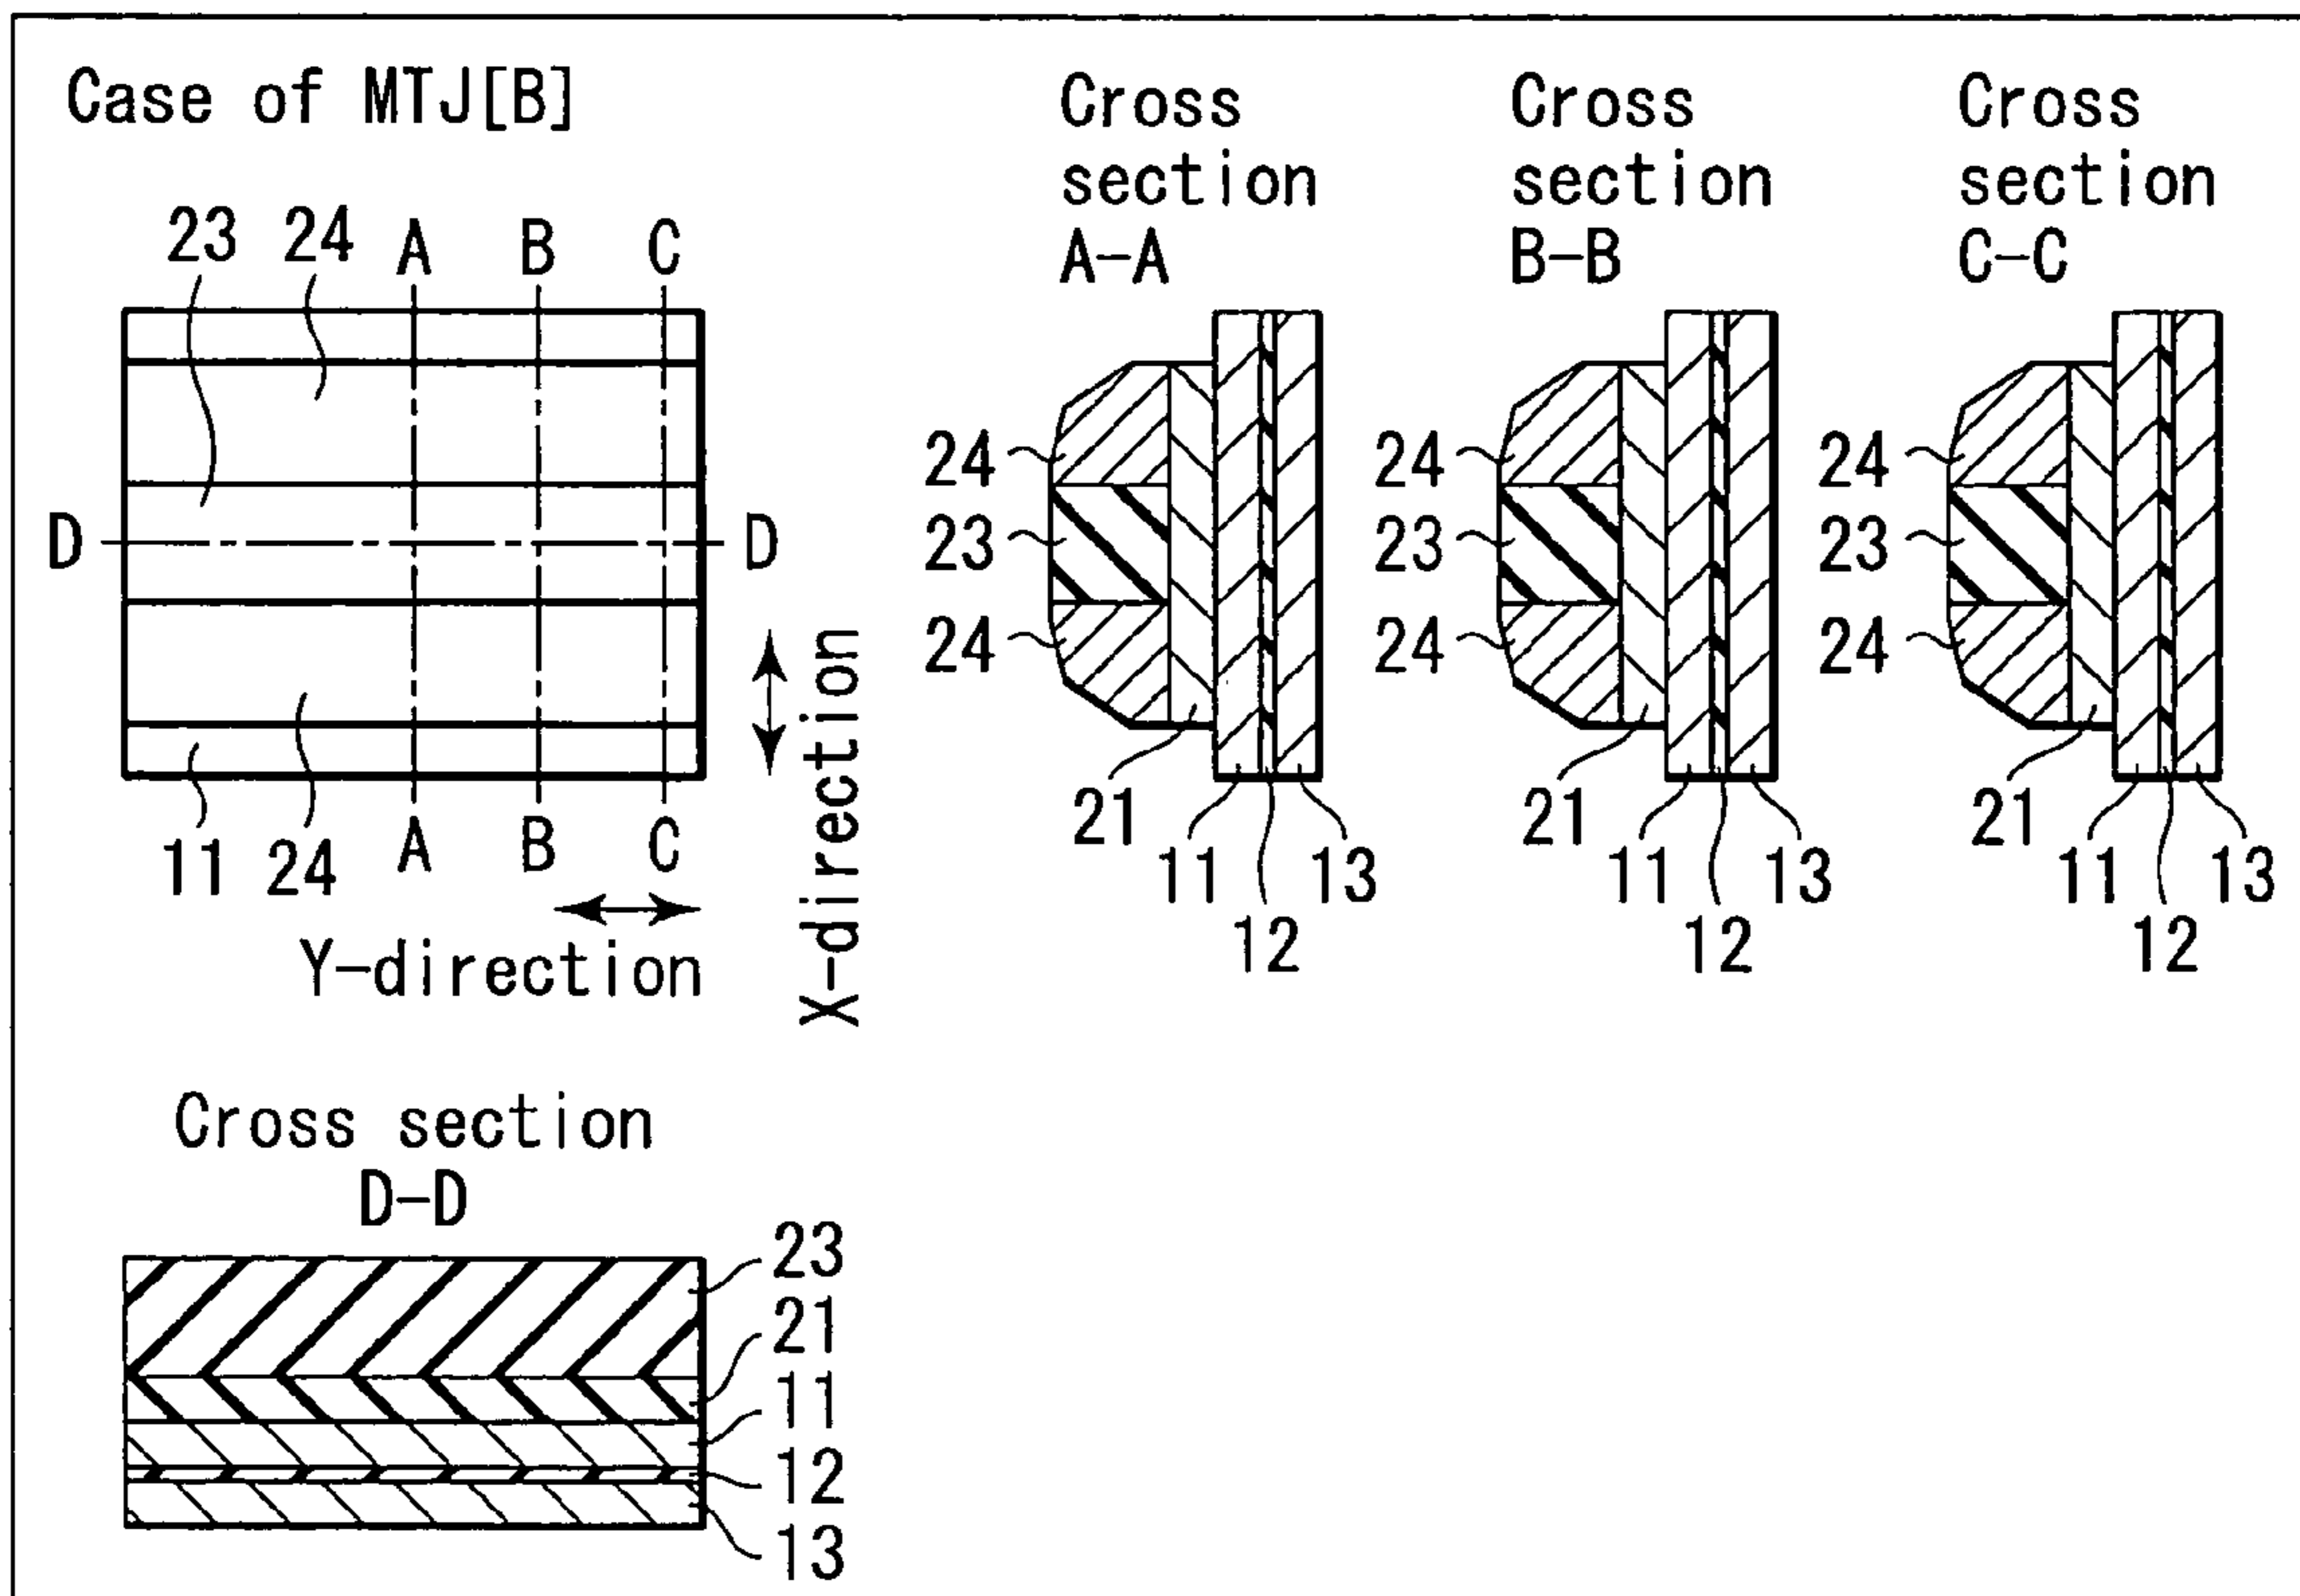 Case of MTJ[B]
23 24 A B C
D D
11 24 A B C
Y-direction
X-direction
Cross
section
A-A
24
23
24
21
11
13
12
Cross
section
B-B
24
23
24
21
11
13
12
Cross
section
C-C
24
23
24
21
11
13
12
Cross section
D-D
23
21
11
12
13